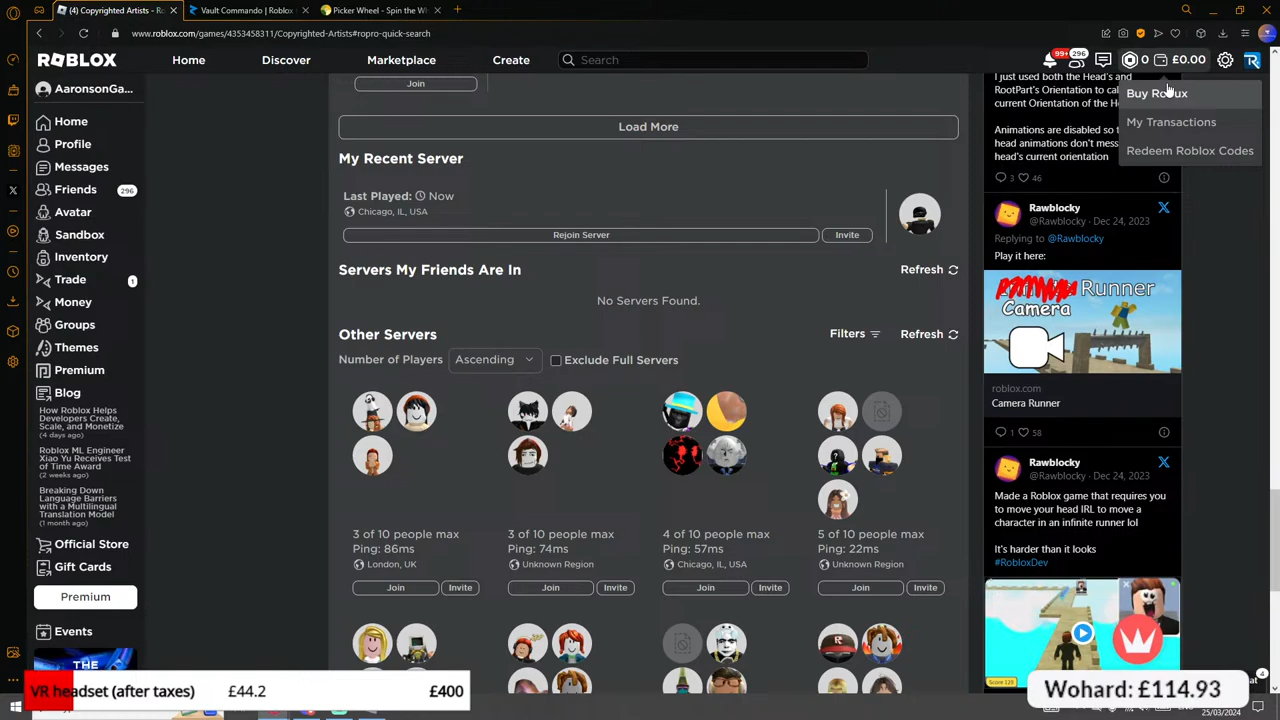 (4) Copyrighted Artists - Ro
Vault Commando | Roblox
Picker Wheel - Spin the Wh
www.roblox.com/games/4353458311/Copyrighted-Artists#ropro-quick-search
ROBLOX
Home
Discover
Marketplace
Create
Search
99+
296
0
£0.00
Buy Robux
My Transactions
Redeem Roblox Codes
AaronsonGa...
Home
Profile
Messages
Friends
296
Avatar
Sandbox
Inventory
Trade
1
Money
Groups
Themes
Premium
Blog
How Roblox Helps
Developers Create,
Scale, and Monetize
(4 days ago)
Roblox ML Engineer
Xiao Yu Receives Test
of Time Award
(2 weeks ago)
Breaking Down
Language Barriers
with a Multilingual
Translation Model
(1 month ago)
Official Store
Gift Cards
Premium
Events
THE
Join
Load More
My Recent Server
Last Played: Now
Chicago, IL, USA
Rejoin Server
Invite
Servers My Friends Are In
Refresh
No Servers Found.
Other Servers
Filters
Refresh
Number of Players
Ascending
Exclude Full Servers
3 of 10 people max
Ping: 86ms
London, UK
Join
Invite
3 of 10 people max
Ping: 74ms
Unknown Region
Join
Invite
4 of 10 people max
Ping: 57ms
Chicago, IL, USA
Join
Invite
5 of 10 people max
Ping: 22ms
Unknown Region
Join
Invite
I just used both the Head's and
RootPart's Orientation to cal
current Orientation of the He
Animations are disabled so t
head animations don't mess
head's current orientation
3
46
Rawblocky
@Rawblocky · Dec 24, 2023
Replying to @Rawblocky
Play it here:
Runner
Camera
roblox.com
Camera Runner
1
58
Rawblocky
@Rawblocky · Dec 24, 2023
Made a Roblox game that requires you
to move your head IRL to move a
character in an infinite runner lol
It's harder than it looks
#RobloxDev
Score 129
VR headset (after taxes)
£44.2
£400
Wohard: £114.93
4
25/03/2024